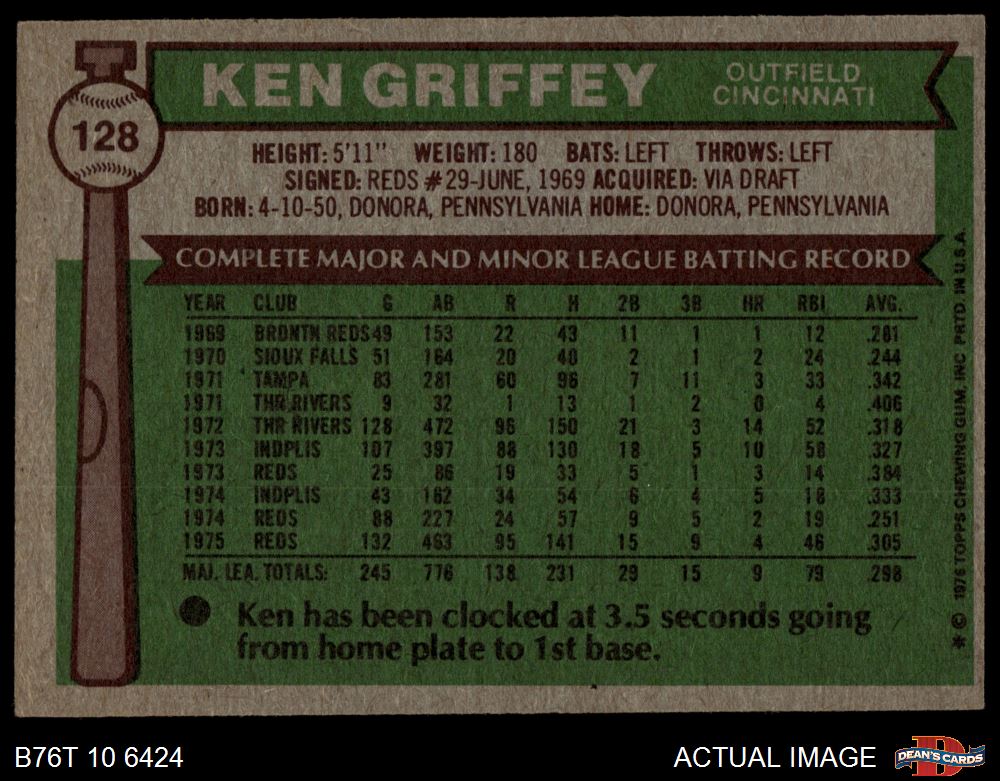 128
KEN GRIFFEY
OUTFIELD
CINCINNATI
HEIGHT: 5'11" WEIGHT: 180 BATS: LEFT THROWS: LEFT
SIGNED: REDS #29-JUNE, 1969 ACQUIRED: VIA DRAFT
BORN: 4-10-50, DONORA, PENNSYLVANIA HOME: DONORA, PENNSYLVANIA
COMPLETE MAJOR AND MINOR LEAGUE BATTING RECORD
YEAR CLUB G AB R H 2B 3B HR RBI AVG.
1969 BRDNTN REDS 49 153 22 43 11 1 1 12 .281
1970 SIOUX FALLS 51 164 20 40 2 1 2 24 .244
1971 TAMPA 83 281 60 96 7 11 3 33 .342
1971 THR RIVERS 9 32 1 13 1 2 0 4 .406
1972 THR RIVERS 128 472 96 150 21 3 14 52 .318
1973 INDPLIS 107 397 88 130 18 5 10 58 .327
1973 REDS 25 86 19 33 5 1 3 14 .384
1974 INDPLIS 43 162 34 54 6 4 5 18 .333
1974 REDS 88 227 24 57 9 5 2 19 .251
1975 REDS 132 463 95 141 15 9 4 46 .305
MAJ. LEA. TOTALS: 245 776 138 231 29 15 9 79 .298
Ken has been clocked at 3.5 seconds going
from home plate to 1st base.
* © 1976 TOPPS CHEWING GUM, INC PRTD. IN U.S.A.
B76T 10 6424
ACTUAL IMAGE
D
DEAN'S CARDS